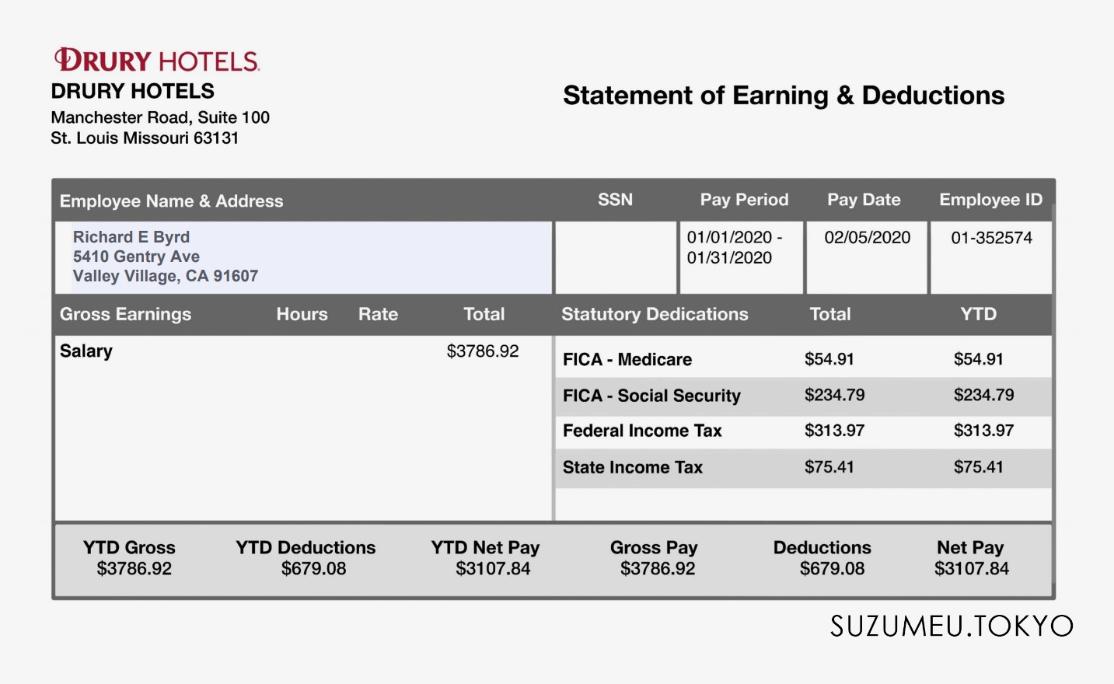 DRURY HOTELS.
DRURY HOTELS
Manchester Road, Suite 100
St. Louis Missouri 63131
Statement of Earning & Deductions
Employee Name & Address SSN Pay Period Pay Date Employee ID
Richard E Byrd
5410 Gentry Ave
Valley Village, CA 91607
01/01/2020 -
01/31/2020
02/05/2020
01-352574
Gross Earnings Hours Rate Total
Salary $3786.92
Statutory Dedications Total YTD
FICA - Medicare $54.91 $54.91
FICA - Social Security $234.79 $234.79
Federal Income Tax $313.97 $313.97
State Income Tax $75.41 $75.41
YTD Gross YTD Deductions YTD Net Pay Gross Pay Deductions Net Pay
$3786.92 $679.08 $3107.84 $3786.92 $679.08 $3107.84
SUZUMEU.TOKYO